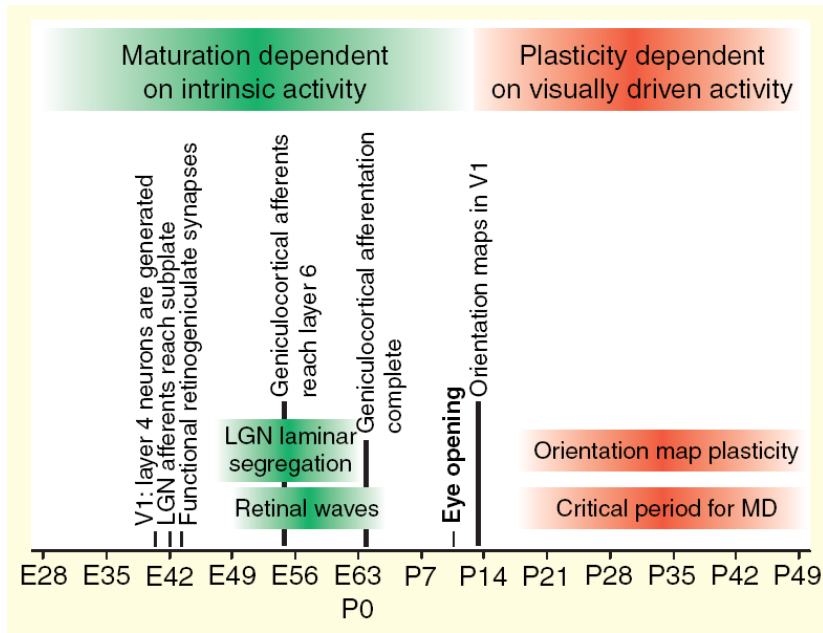 Maturation dependent
on intrinsic activity
Plasticity dependent
on visually driven activity
V1: layer 4 neurons are generated
LGN afferents reach subplate
Functional retinogeniculate synapses
Geniculocortical afferents
reach layer 6
Geniculocortical afferentation
complete
Eye opening
Orientation maps in V1
LGN laminar
segregation
Retinal waves
Orientation map plasticity
Critical period for MD
E28 E35 E42 E49 E56 E63 P7 P14 P21 P28 P35 P42 P49
P0